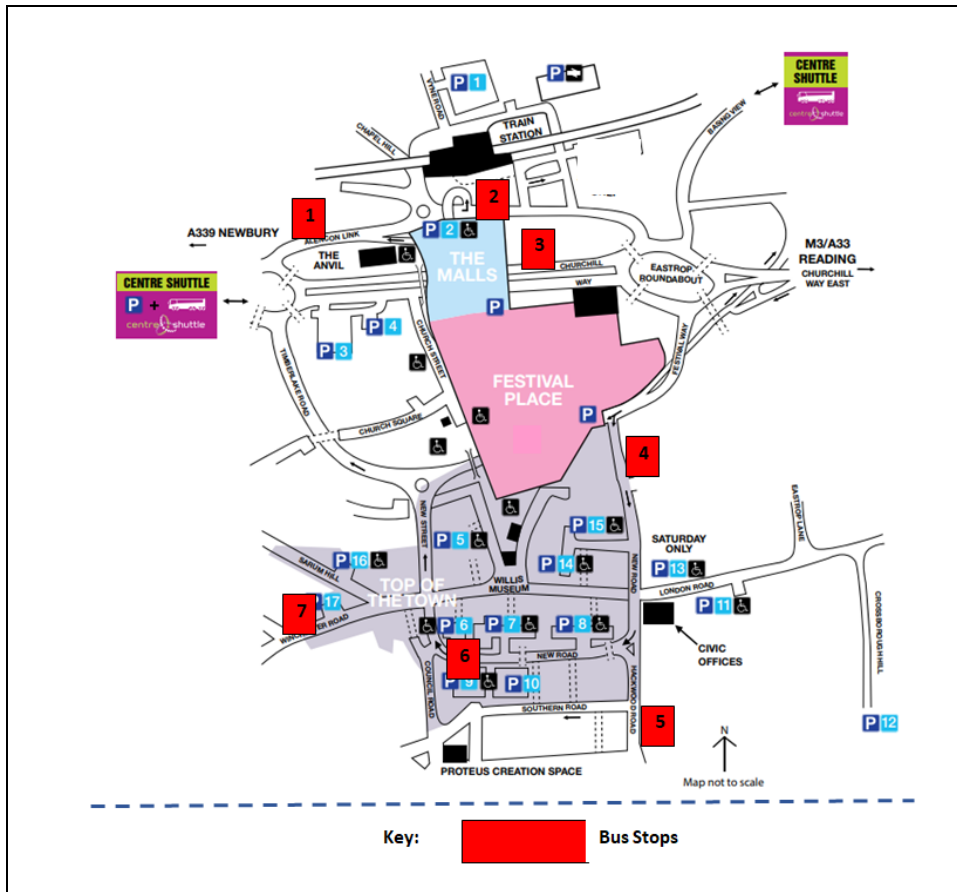 CENTRE
SHUTTLE
centre shuttle
BASING VIEW
P 1
P
VYNE ROAD
TRAIN
STATION
CHAPEL HILL
2
1
A339 NEWBURY
ALENCON LINK
P 2
3
THE
ANVIL
THE
MALLS
CHURCHILL
WAY
EASTROP
ROUNDABOUT
M3/A33
READING
CHURCHILL
WAY EAST
CENTRE SHUTTLE
P +
centre shuttle
P
P 4
P 3
CHURCH STREET
TIMBERLAKE ROAD
FESTIVAL WAY
FESTIVAL
PLACE
P
CHURCH SQUARE
4
NEW STREET
EASTROP LANE
P 15
P 5
SATURDAY
ONLY
P 16
P 14
P 13
SARUM HILL
WILLIS
MUSEUM
NEW ROAD
LONDON ROAD
TOP OF
THE TOWN
17
P 11
CROSSBOROUGH HILL
7
P 6
P 7
P 8
CIVIC
OFFICES
6
NEW ROAD
COUNCIL ROAD
P 9
P 10
HACKWOOD ROAD
SOUTHERN ROAD
5
P 12
N
PROTEUS CREATION SPACE
Map not to scale
Key:
Bus Stops